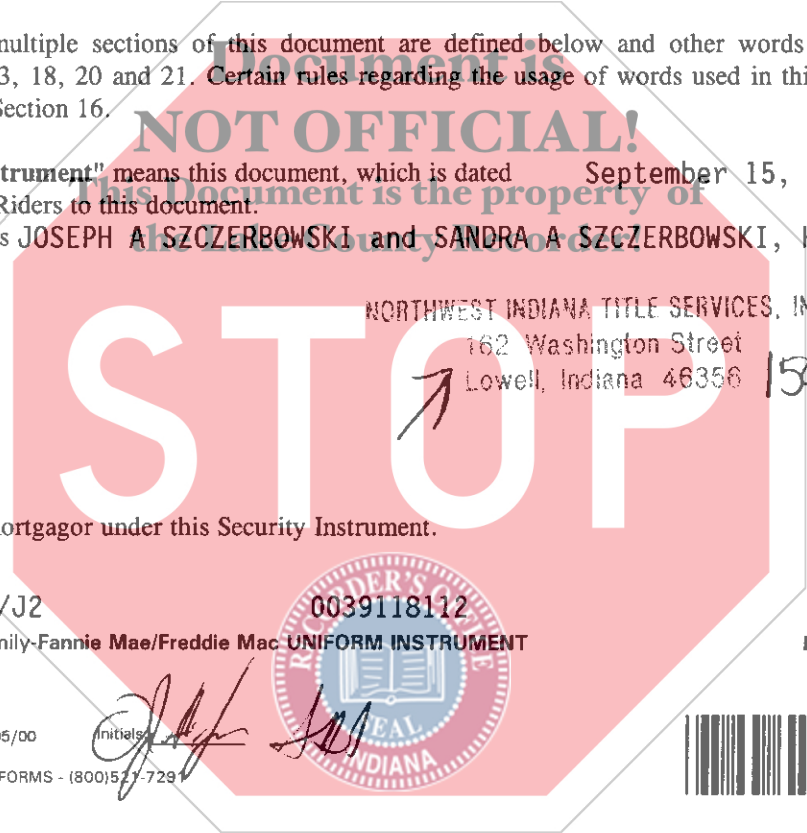 multiple sections of this document are defined below and other words
Document is
3, 18, 20 and 21. Certain rules regarding the usage of words used in thi
Section 16.
NOT OFFICIAL!
trument" means this document, which is dated September 15,
This Document is the property of
Riders to this document.
s JOSEPH A SZCZERBOWSKI and SANDRA A SZCZERBOWSKI, H
the Lake County Recorder!
NORTHWEST INDIANA TITLE SERVICES, IN
162 Washington Street
Lowell, Indiana 46356 15
STOP
ortgagor under this Security Instrument.
/J2 0039118112
nily-Fannie Mae/Freddie Mac UNIFORM INSTRUMENT
RECORDER'S OFFICE
05/00 Initials
SEAL
INDIANA
FORMS - (800)521-7291